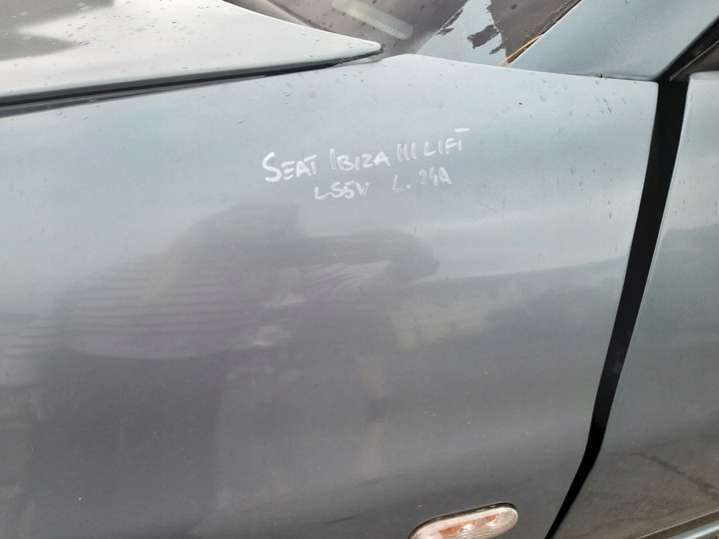 SEAT IBIZA III LIFT
LS5V L. 24A